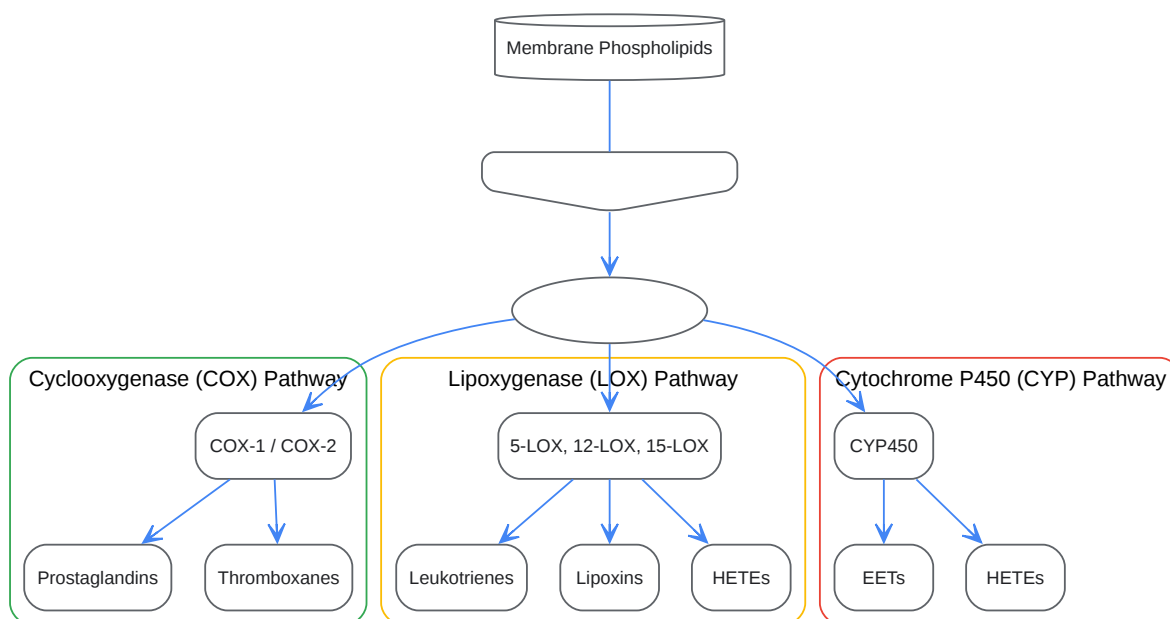 Membrane Phospholipids
Cyclooxygenase (COX) Pathway
Lipoxygenase (LOX) Pathway
Cytochrome P450 (CYP) Pathway
COX-1 / COX-2
5-LOX, 12-LOX, 15-LOX
CYP450
Prostaglandins
Thromboxanes
Leukotrienes
Lipoxins
HETEs
EETs
HETEs